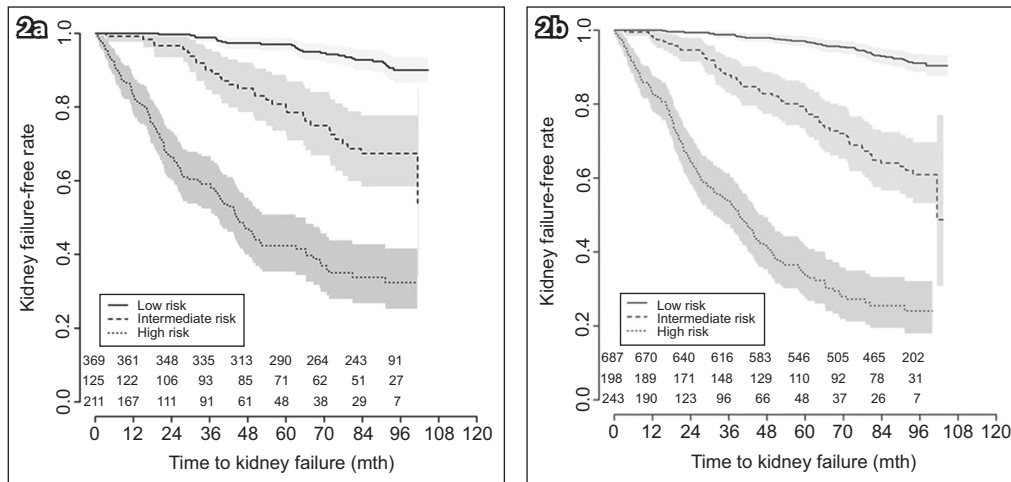 2a
Kidney failure-free rate
1.0
0.8
0.6
0.4
0.2
0.0
Low risk
Intermediate risk
High risk
369 361 348 335 313 290 264 243 91
125 122 106 93 85 71 62 51 27
211 167 111 91 61 48 38 29 7
0 12 24 36 48 60 70 84 96 108 120
Time to kidney failure (mth)
2b
Kidney failure-free rate
1.0
0.8
0.6
0.4
0.2
0.0
Low risk
Intermediate risk
High risk
687 670 640 616 583 546 505 465 202
198 189 171 148 129 110 92 78 31
243 190 123 96 66 48 37 26 7
0 12 24 36 48 60 70 84 96 108 120
Time to kidney failure (mth)